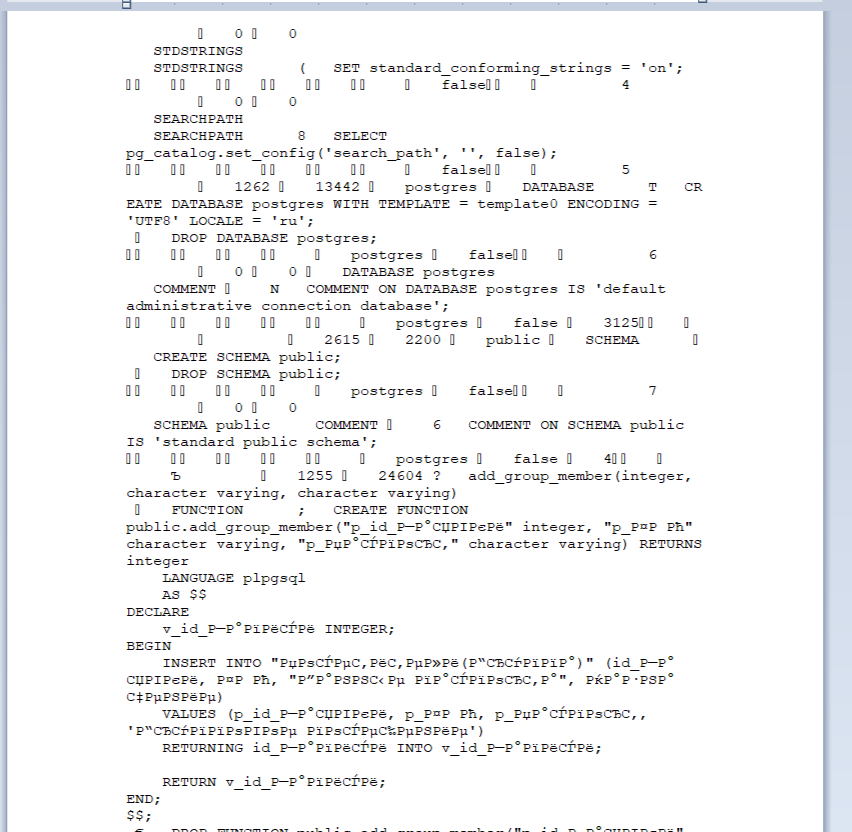 0 0
STDSTRINGS
STDSTRINGS ( SET standard_conforming_strings = 'on';
false 4
0 0
SEARCHPATH
SEARCHPATH 8 SELECT
pg_catalog.set_config('search_path', '', false);
false 5
1262 13442 postgres DATABASE T CR
EATE DATABASE postgres WITH TEMPLATE = template0 ENCODING =
'UTF8' LOCALE = 'ru';
DROP DATABASE postgres;
postgres false 6
0 0 DATABASE postgres
COMMENT N COMMENT ON DATABASE postgres IS 'default
administrative connection database';
postgres false 3125
2615 2200 public SCHEMA
CREATE SCHEMA public;
DROP SCHEMA public;
postgres false 7
0 0
SCHEMA public COMMENT 6 COMMENT ON SCHEMA public
IS 'standard public schema';
postgres false 4
Ъ 1255 24604 ? add_group_member(integer,
character varying, character varying)
FUNCTION ; CREATE FUNCTION
public.add_group_member("p_id_Р—Р°СЏРІРєРё" integer, "p_Р¤Р Рћ"
character varying, "p_РџР°СЃРїРѕСЂС‚" character varying) RETURNS
integer
LANGUAGE plpgsql
AS $$
DECLARE
v_id_Р—Р°РїРёСЃРё INTEGER;
BEGIN
INSERT INTO "РџРѕСЃРµС‚РёС‚РµР»Рё(Р“СЂСѓРїРїР°)" (id_Р—Р°
СЏРІРєРё, Р¤Р Рћ, "Р”Р°РЅРЅС‹Рµ РїР°СЃРїРѕСЂС‚Р°", РќР°Р·РЅР°
С‡РµРЅРёРµ)
VALUES (p_id_Р—Р°СЏРІРєРё, p_Р¤Р Рћ, p_РџР°СЃРїРѕСЂС‚,
'Р“СЂСѓРїРїРѕРІРѕРµ РїРѕСЃРµС‰РµРЅРёРµ')
RETURNING id_Р—Р°РїРёСЃРё INTO v_id_Р—Р°РїРёСЃРё;
RETURN v_id_Р—Р°РїРёСЃРё;
END;
$$;